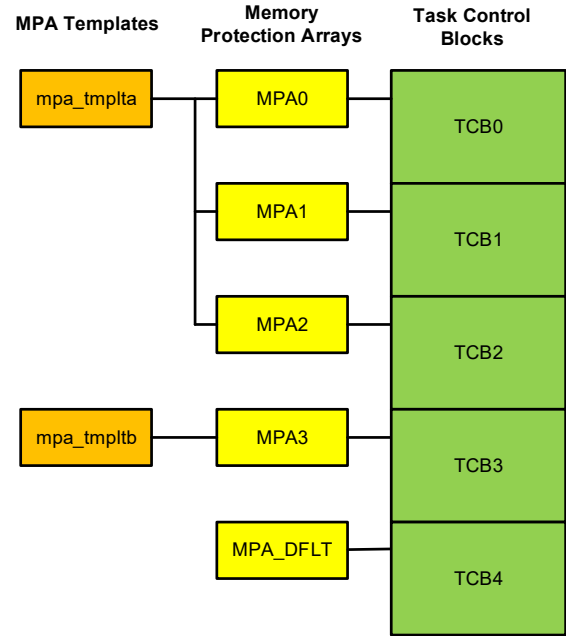 MPA Templates
Memory
Protection Arrays
Task Control
Blocks
mpa_tmplta
MPA0
TCB0
MPA1
TCB1
MPA2
TCB2
mpa_tmpltb
MPA3
TCB3
MPA_DFLT
TCB4